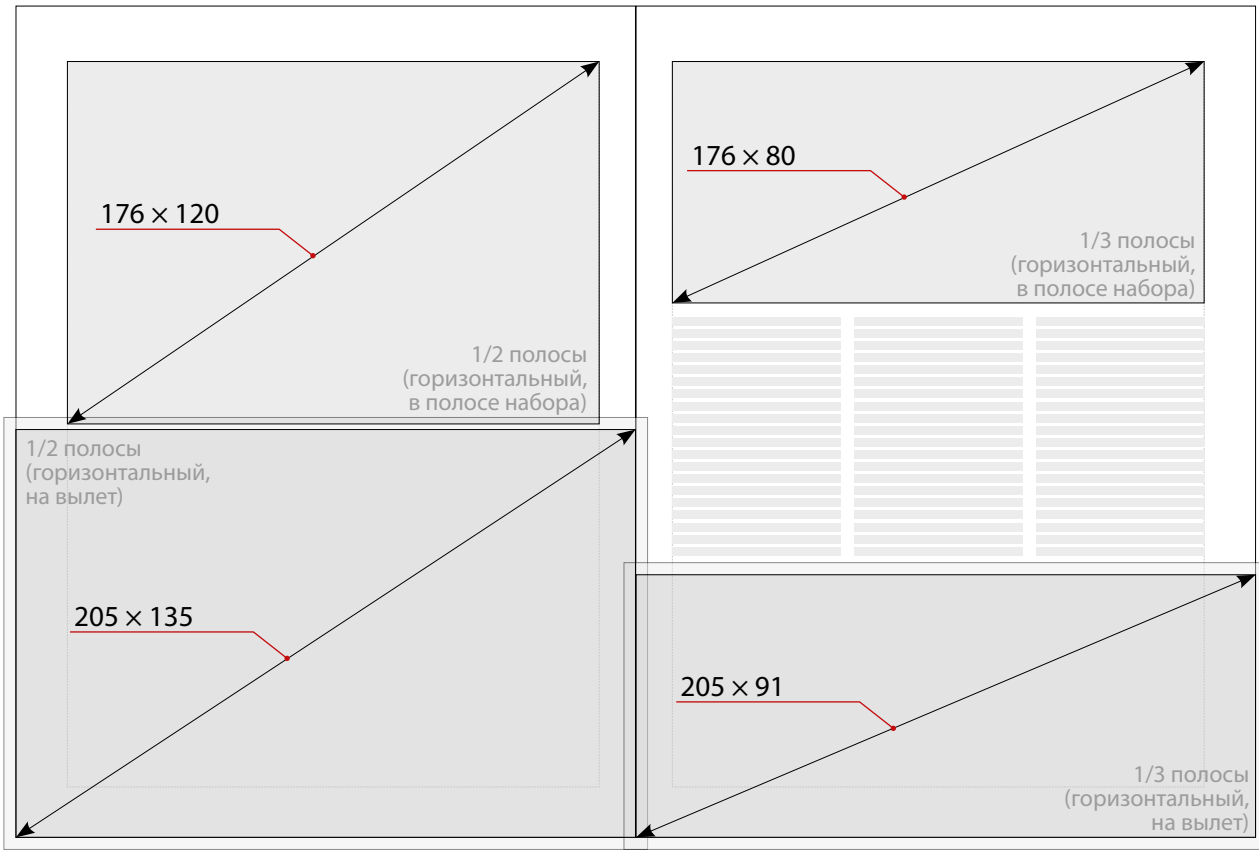 176 × 120
1/2 полосы
(горизонтальный,
в полосе набора)
1/2 полосы
(горизонтальный,
на вылет)
205 × 135
176 × 80
1/3 полосы
(горизонтальный,
в полосе набора)
205 × 91
1/3 полосы
(горизонтальный,
на вылет)